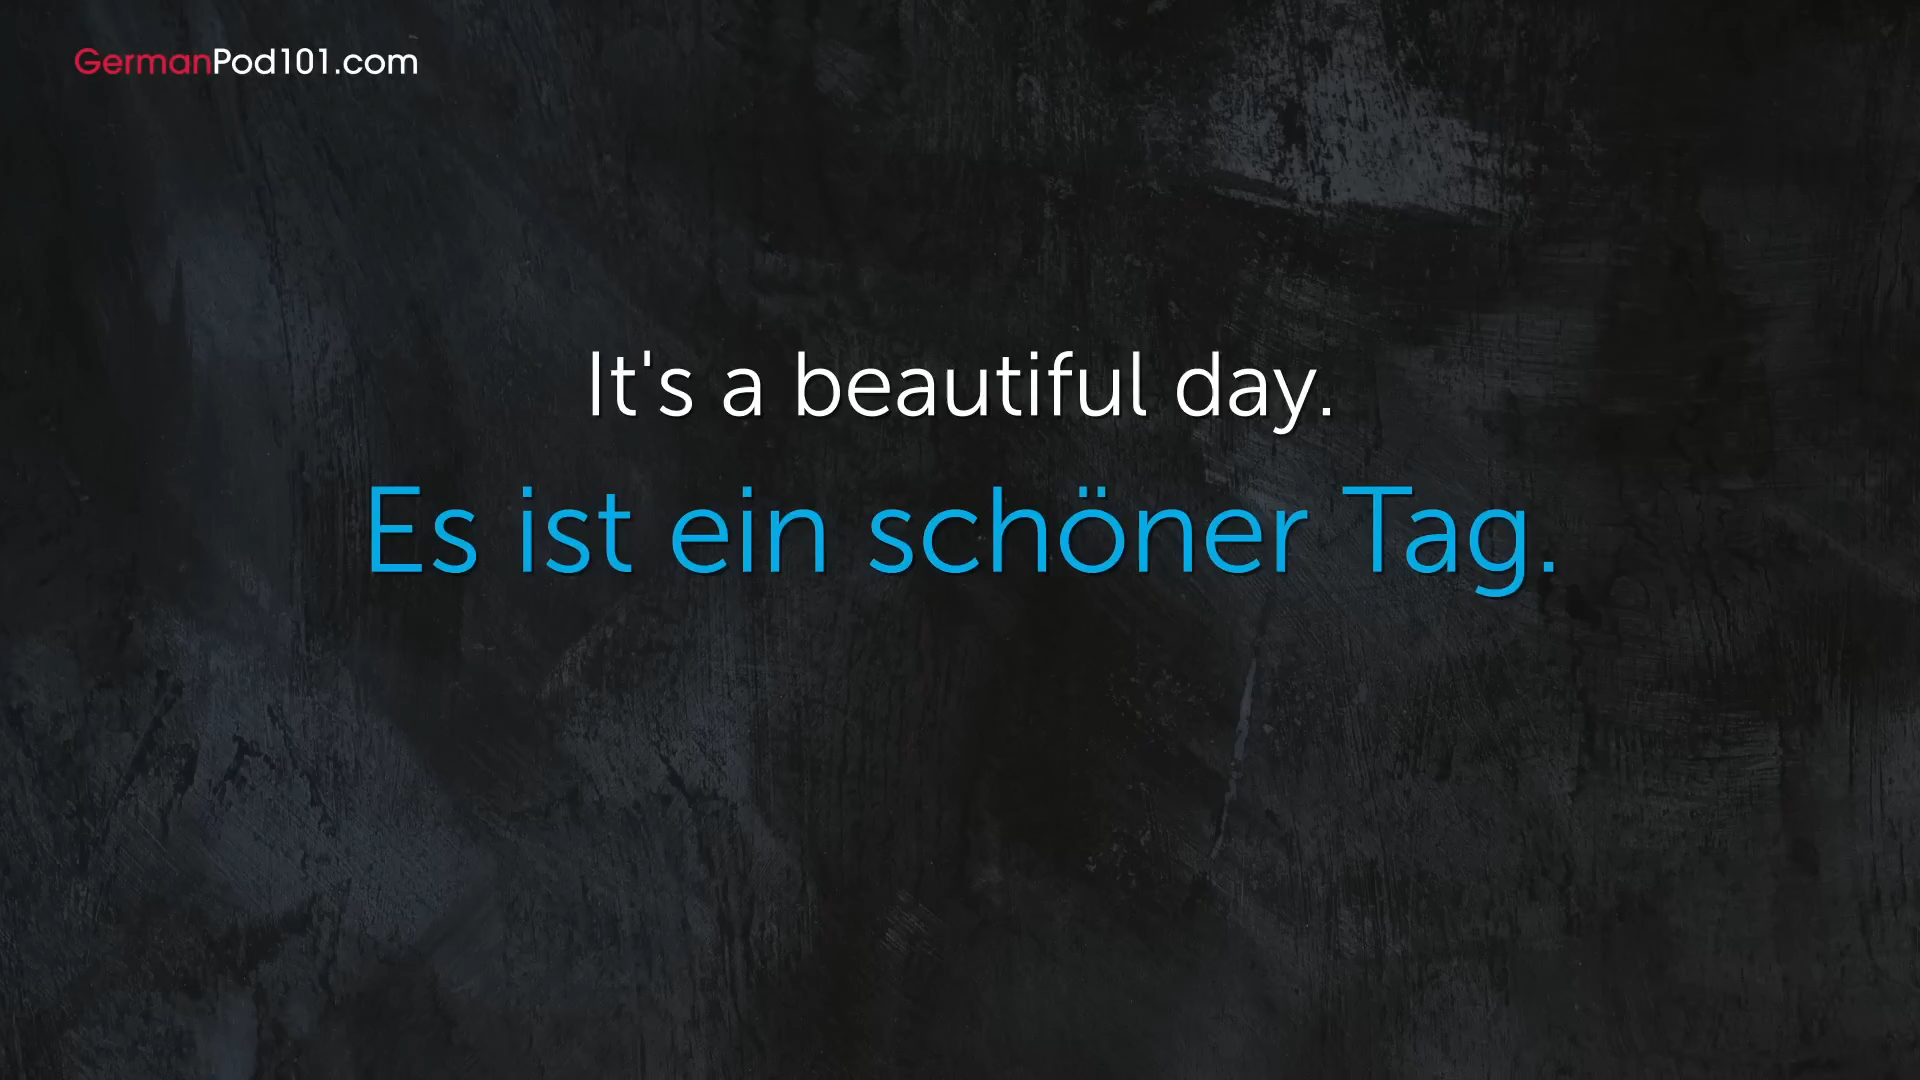 GermanPod101.com
It's a beautiful day.
Es ist ein schöner Tag.